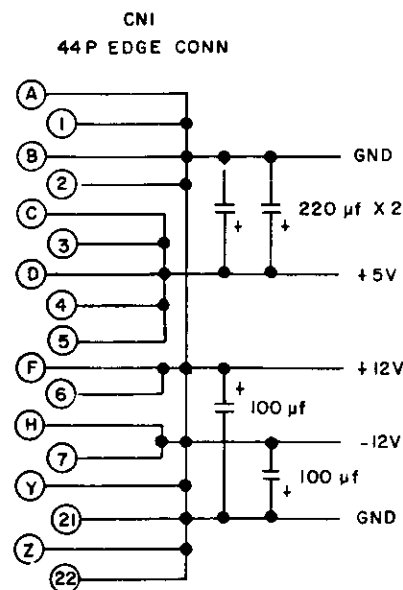 CN1
44P EDGE CONN
A
1
B
GND
2
C
220 µf X 2
3
D
+5V
4
5
F
+12V
6
100 µf
H
-12V
7
100 µf
Y
21
GND
Z
22